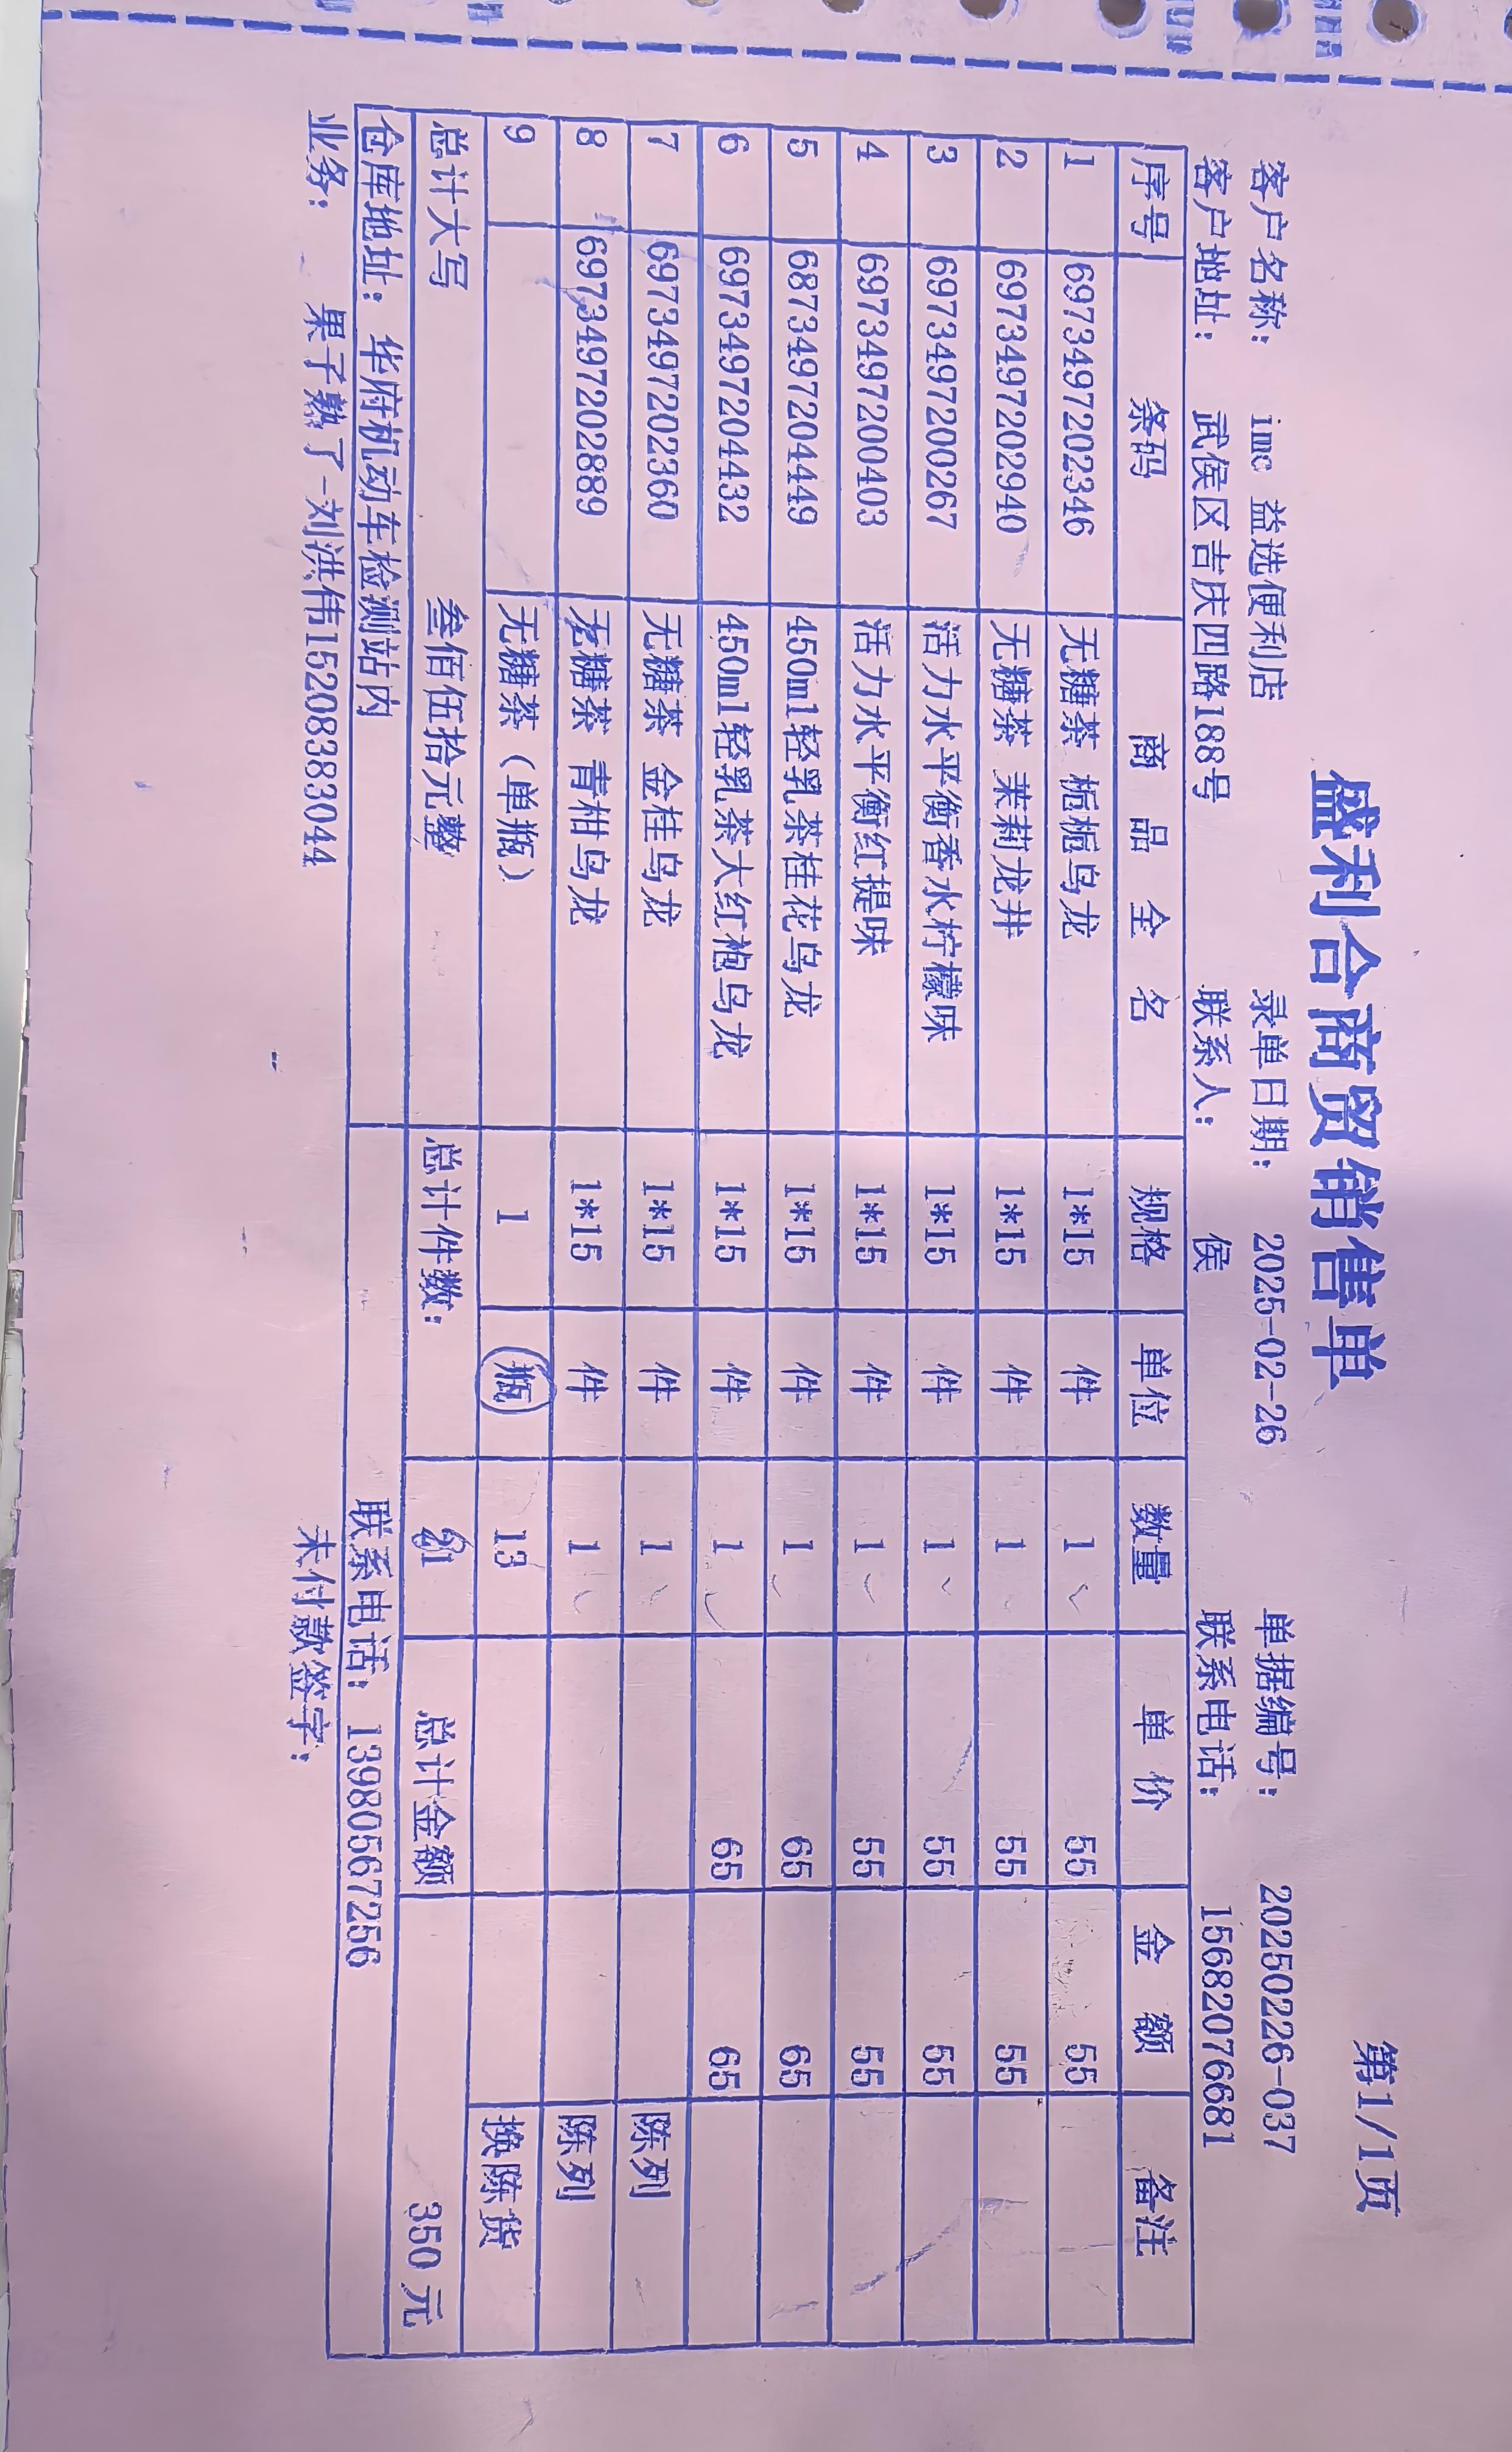 第1/1页
盛利合商贸销售单
客户名称: imc 益选便利店 录单日期: 2025-02-26 单据编号: 20250226-037
客户地址: 武侯区吉庆四路188号 联系人: 侯 联系电话: 15682076681
序号 条码 商品全名 规格 单位 数量 单价 金额 备注
1 6973497202346 无糖茶 栀栀乌龙 1*15 件 1 55 55
2 6973497202940 无糖茶 茉莉龙井 1*15 件 1 55 55
3 6973497200267 活力水平衡香水柠檬味 1*15 件 1 55 55
4 6973497200403 活力水平衡红提味 1*15 件 1 55 55
5 6873497204449 450ml轻乳茶桂花乌龙 1*15 件 1 65 65
6 6973497204432 450ml轻乳茶大红袍乌龙 1*15 件 1 65 65
7 6973497202360 无糖茶 金桂乌龙 1*15 件 1 陈列
8 6973497202889 无糖茶 青柑乌龙 1*15 件 1 陈列
9 无糖茶（单瓶） 1 瓶 13 换陈货
总计大写 叁佰伍拾元整 总计件数: 21 总计金额 350 元
仓库地址: 华府机动车检测站内 联系电话: 13980567256
业务: 果子熟了-刘洪伟15208383044 未付款签字: